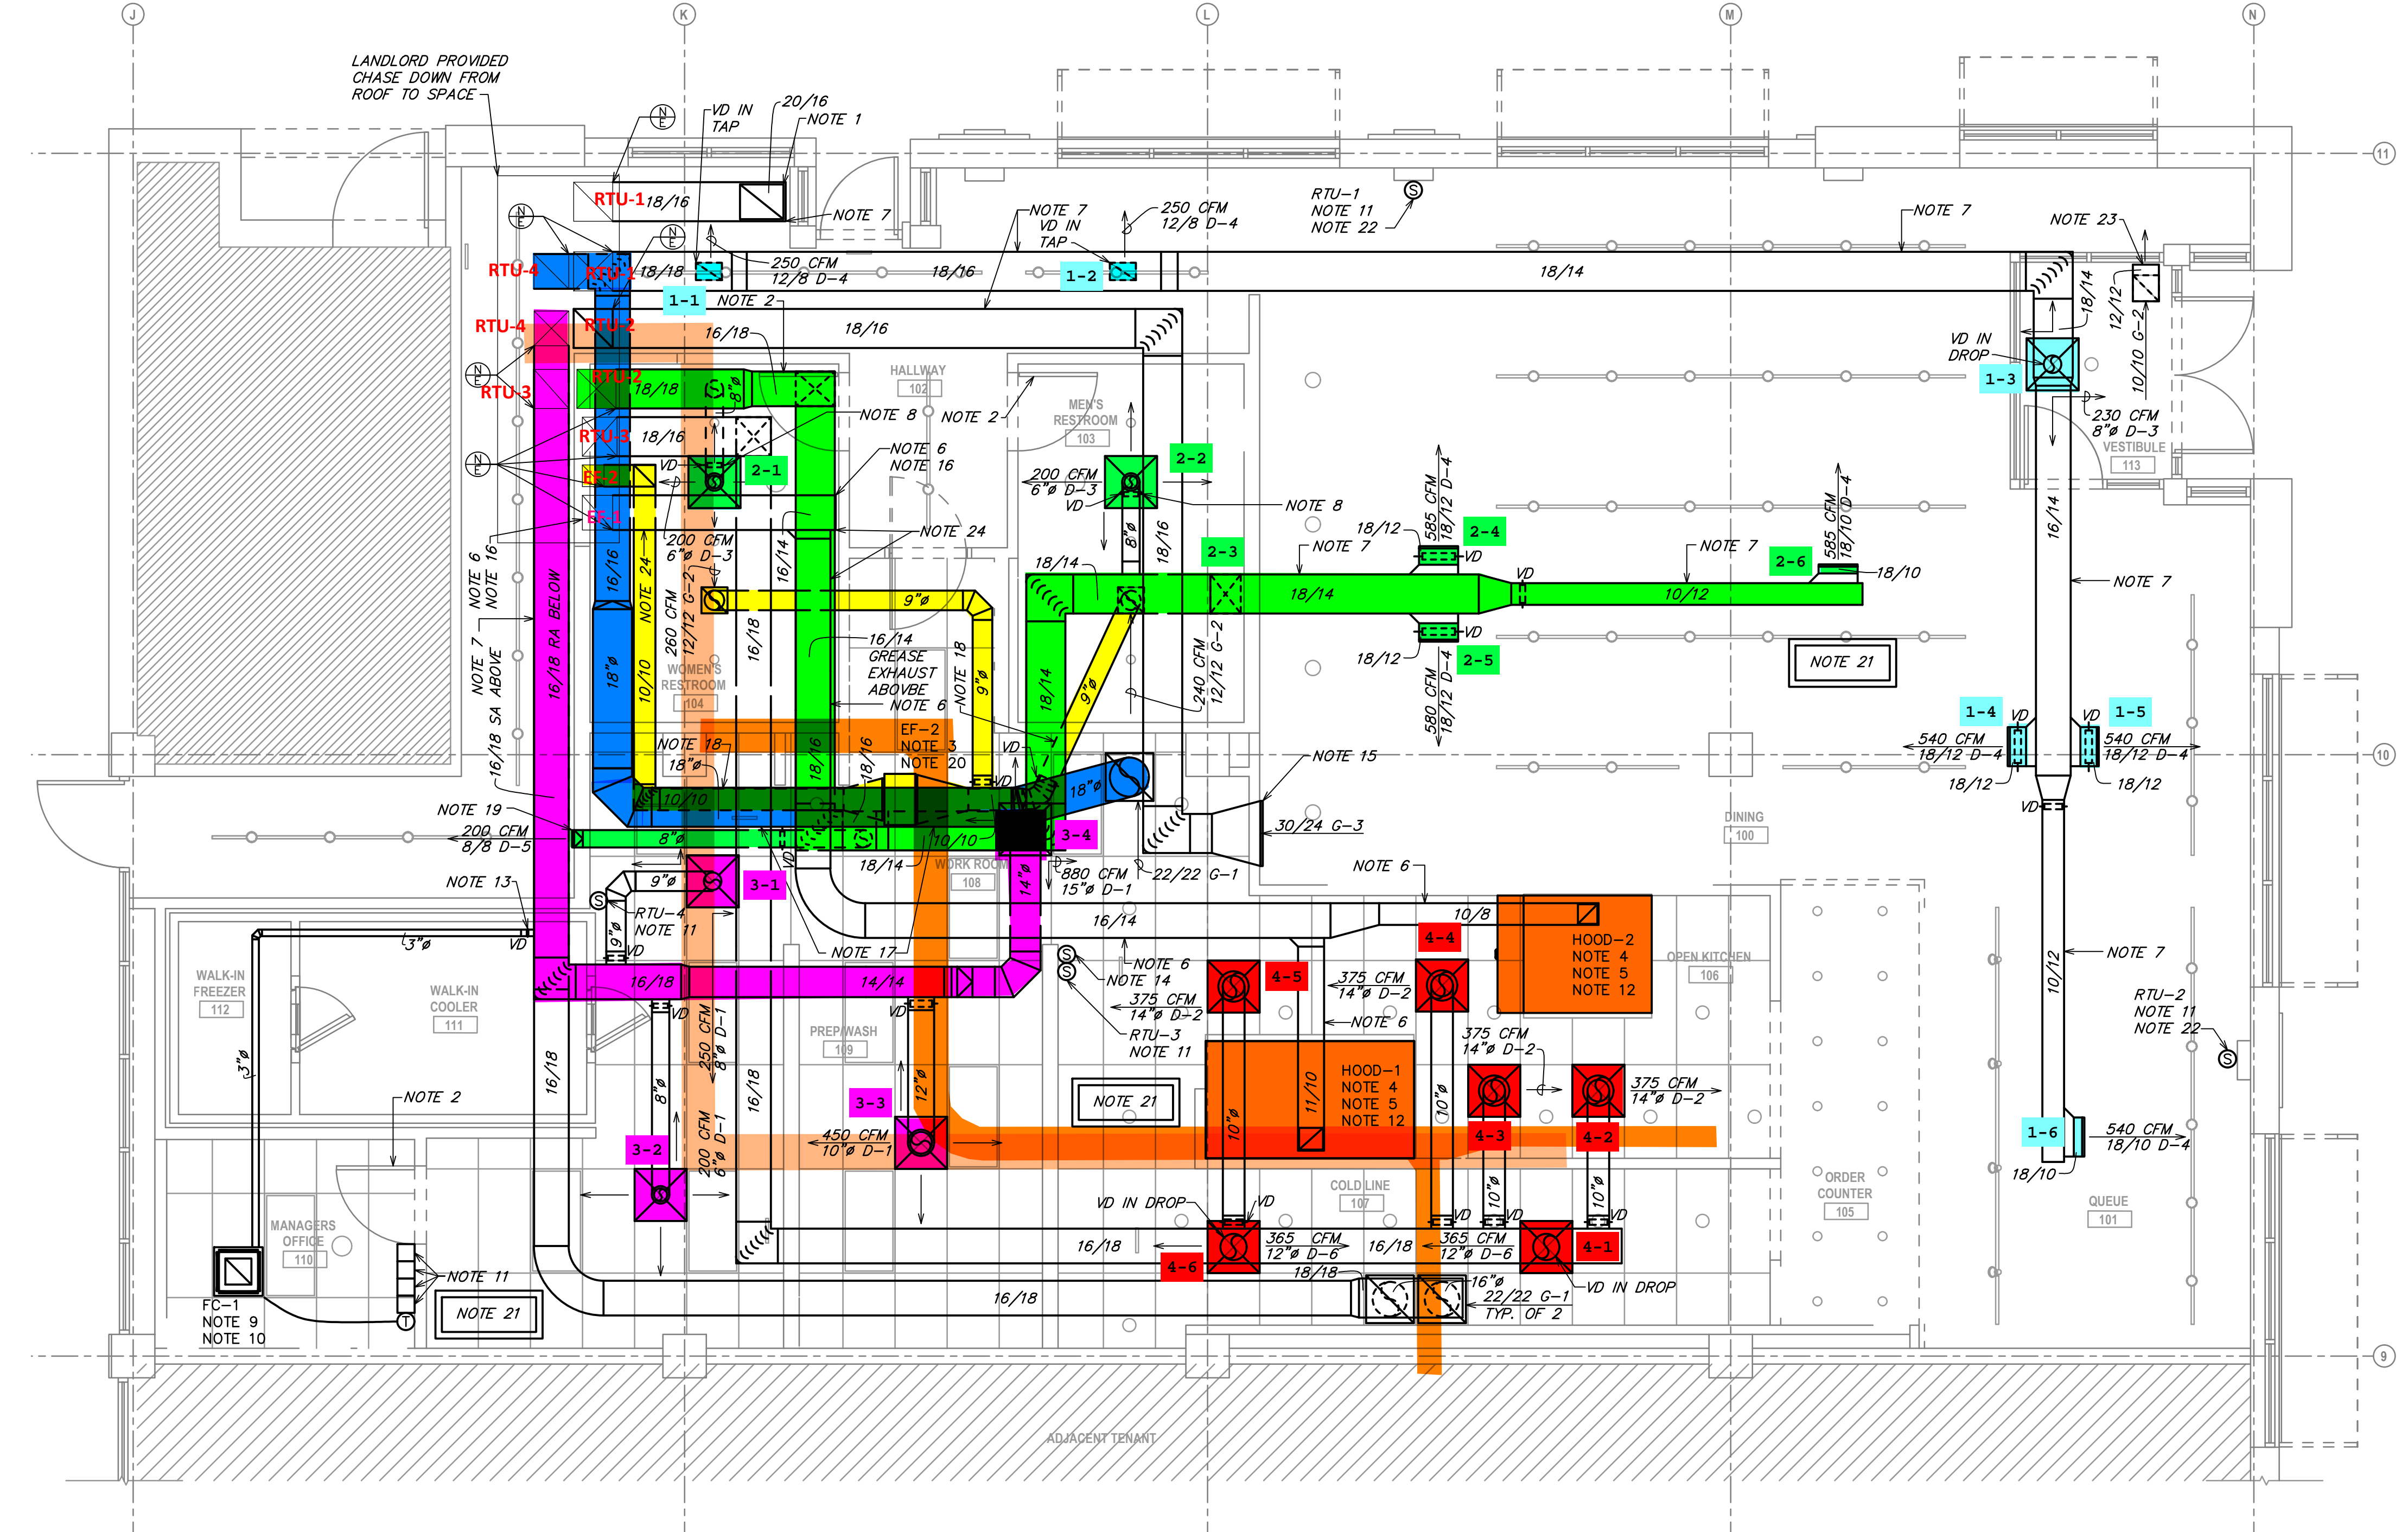 J
K
L
M
N
LANDLORD PROVIDED
CHASE DOWN FROM
ROOF TO SPACE
N
E
VD IN
TAP
20/16
NOTE 1
11
RTU-1
18/16
NOTE 7
250 CFM
12/8 D-4
RTU-1
NOTE 11
NOTE 22
S
NOTE 7
VD IN
TAP
NOTE 7
NOTE 23
N
E
N
E
RTU-4
RTU-1
18/18
250 CFM
12/8 D-4
18/16
1-2
18/14
18/14
12/12
10/10 G-2
1-1
NOTE 2
RTU-4
RTU-2
16/18
18/16
VD IN
DROP
1-3
N
E
RTU-3
RTU-2
18/18
8"ø
HALLWAY
102
NOTE 8
NOTE 2
MEN'S
RESTROOM
103
230 CFM
8"ø D-3
VESTIBULE
113
RTU-3
18/16
N
E
NOTE 6
NOTE 16
EF-2
VD
2-1
200 CFM
6"ø D-3
VD
2-2
NOTE 8
585 CFM
18/12 D-4
585 CFM
18/10 D-4
EF-1
NOTE 24
200 CFM
6"ø D-3
16/14
8"ø
18/16
2-3
18/12
2-4
VD
NOTE 7
NOTE 7
2-6
18/10
16/14
NOTE 6
NOTE 16
16/16
NOTE 24
18/14
18/14
VD
10/12
NOTE 7
9"ø
260 CFM
12/12 G-2
16/18
16/14
GREASE
EXHAUST
ABOVBE
NOTE 6
NOTE 18
9"ø
18/14
9"ø
240 CFM
12/12 G-2
18/12
VD
2-5
580 CFM
18/12 D-4
NOTE 21
NOTE 7
16/18 SA ABOVE
16/18 RA BELOW
18"ø
10/10
WOMEN'S
RESTROOM
104
1-4
VD
VD
1-5
540 CFM
18/12 D-4
540 CFM
18/12 D-4
18/12
18/12
10
NOTE 18
18"ø
18/16
18/16
EF-2
NOTE 3
NOTE 20
VD
VD
18"ø
NOTE 15
VD
NOTE 19
10/10
200 CFM
8/8 D-5
8"ø
VD
10/10
18/14
3-4
30/24 G-3
DINING
100
WORK ROOM
108
880 CFM
15"ø D-1
22/22 G-1
14"ø
NOTE 13
9"ø
3-1
S
RTU-4
NOTE 11
9"ø
VD
NOTE 17
16/14
NOTE 6
10/8
3"ø
VD
HOOD-2
NOTE 4
NOTE 5
NOTE 12
OPEN KITCHEN
106
NOTE 7
WALK-IN
FREEZER
112
WALK-IN
COOLER
111
16/18
14/14
S
S
NOTE 14
NOTE 6
4-5
4-4
375 CFM
14"ø D-2
375 CFM
14"ø D-2
10/12
VD
250 CFM
8"ø D-1
PREP/WASH
109
VD
RTU-3
NOTE 11
NOTE 6
375 CFM
14"ø D-2
RTU-2
NOTE 11
NOTE 22
S
3"ø
16/18
8"ø
16/18
12"ø
NOTE 2
3-3
NOTE 21
10"ø
11/10
HOOD-1
NOTE 4
NOTE 5
NOTE 12
10"ø
375 CFM
14"ø D-2
3-2
200 CFM
6"ø D-1
450 CFM
10"ø D-1
4-3
4-2
1-6
540 CFM
18/10 D-4
18/10
COLD LINE
107
VD IN DROP
VD
VD
10"ø
VD
10"ø
VD
ORDER
COUNTER
105
QUEUE
101
MANAGERS
OFFICE
110
16/18
365 CFM
12"ø D-6
16/18
365 CFM
12"ø D-6
4-1
4-6
18/18
16"ø
VD IN DROP
NOTE 11
FC-1
NOTE 9
NOTE 10
T
NOTE 21
16/18
22/22 G-1
TYP. OF 2
9
ADJACENT TENANT